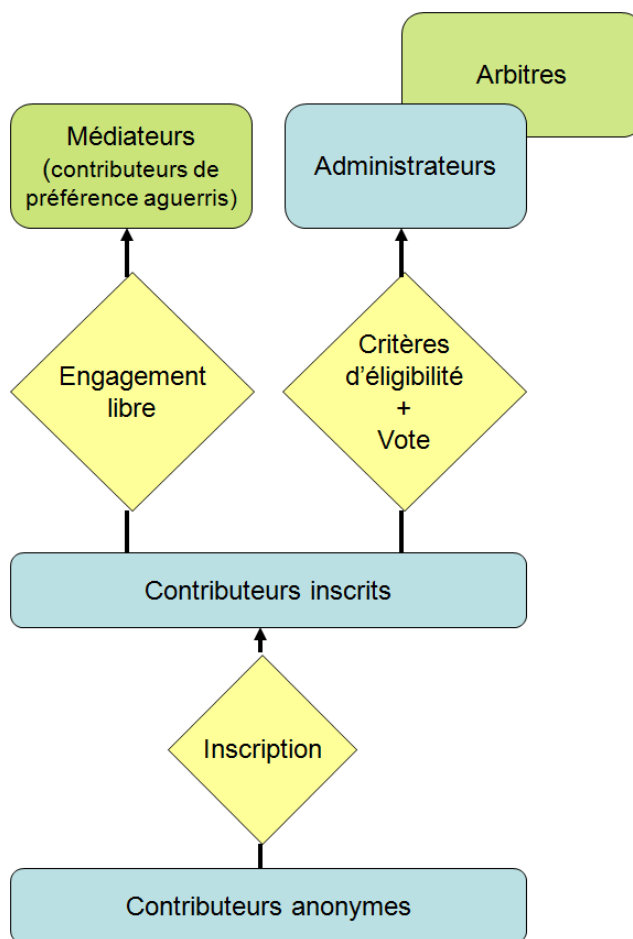 Arbitres
Médiateurs
(contributeurs de
préférence aguerris)
Administrateurs
Engagement
libre
Critères
d’éligibilité
+
Vote
Contributeurs inscrits
Inscription
Contributeurs anonymes